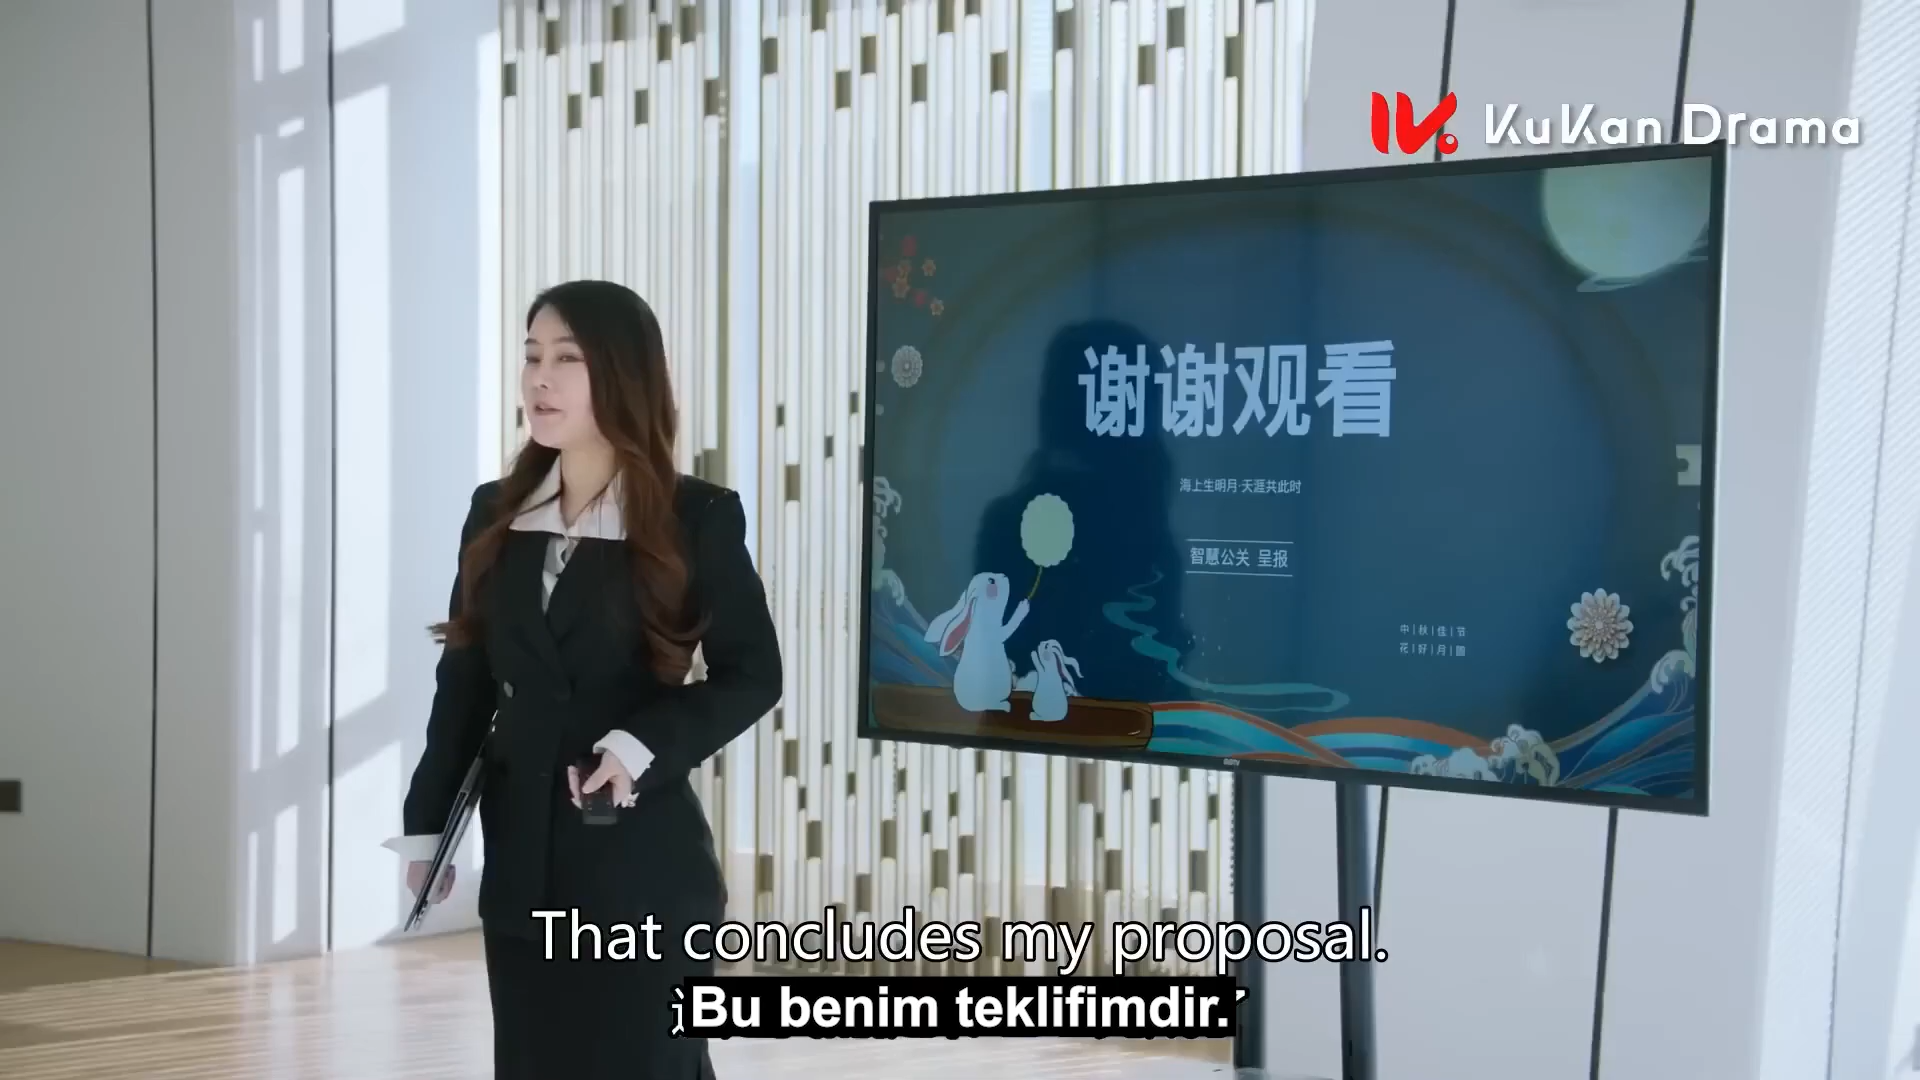 KuKan Drama
谢谢观看
海上生明月·天涯共此时
智慧公关 呈报
中|秋|佳|节
花|好|月|圆
That concludes my proposal.
Bu benim teklifimdir.